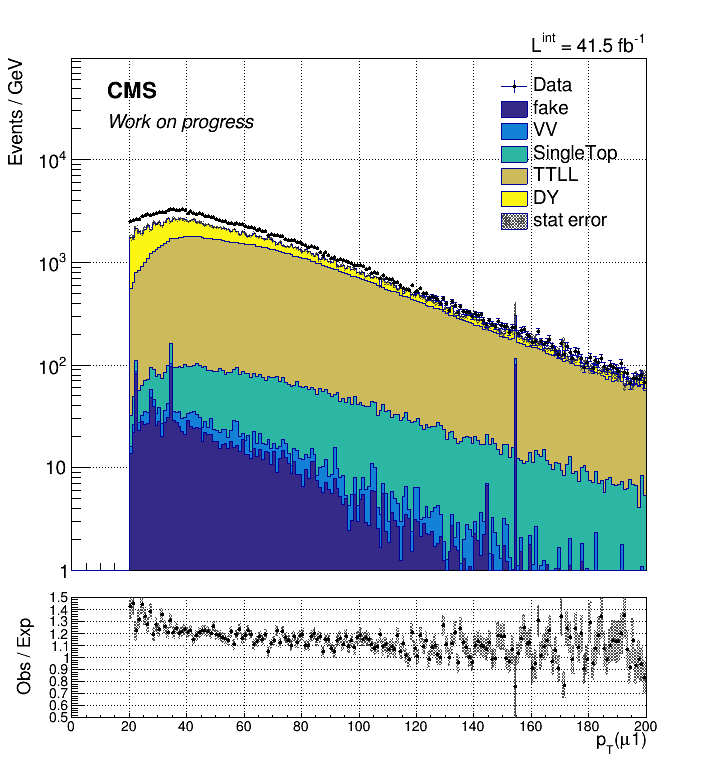 L^int = 41.5 fb^-1
Events / GeV
CMS
Work on progress
Data
fake
VV
SingleTop
TTLL
DY
stat error
10^4
10^3
10^2
10
1
Obs / Exp
1.5
1.4
1.3
1.2
1.1
1
0.9
0.8
0.7
0.6
0.5
0 20 40 60 80 100 120 140 160 180 200
p_T(μ1)